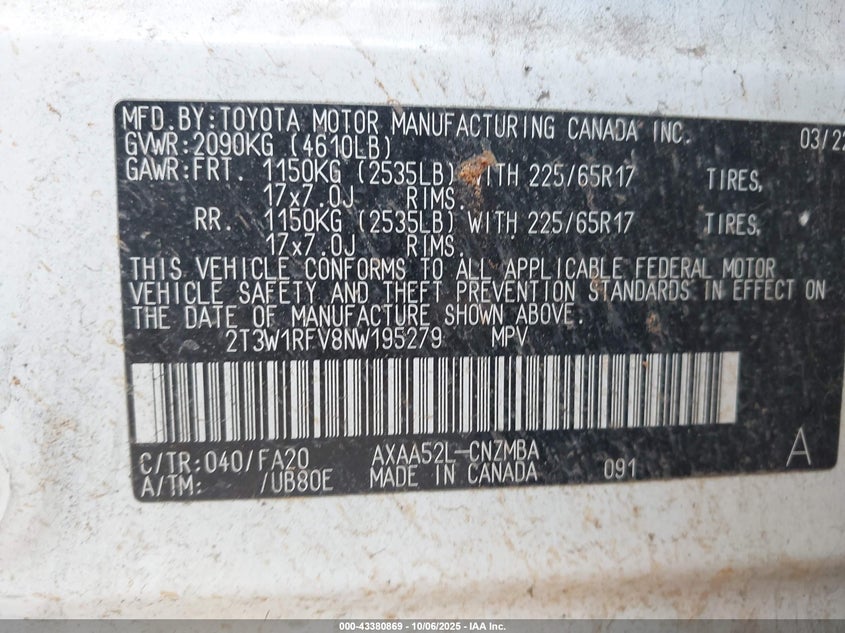 MFD.BY:TOYOTA MOTOR MANUFACTURING CANADA INC. 03/22
GVWR:2090KG (4610LB)
GAWR:FRT. 1150KG (2535LB) WITH 225/65R17 TIRES,
17x7.0J RIMS.
RR. 1150KG (2535LB) WITH 225/65R17 TIRES,
17x7.0J RIMS.
THIS VEHICLE CONFORMS TO ALL APPLICABLE FEDERAL MOTOR
VEHICLE SAFETY AND THEFT PREVENTION STANDARDS IN EFFECT ON
THE DATE OF MANUFACTURE SHOWN ABOVE.
2T3W1RFV8NW195279 MPV
C/TR:040/FA20 AXAA52L-CNZMBA
A/TM: /UB80E MADE IN CANADA 091 A
000-43380869 - 10/06/2025 - IAA Inc.